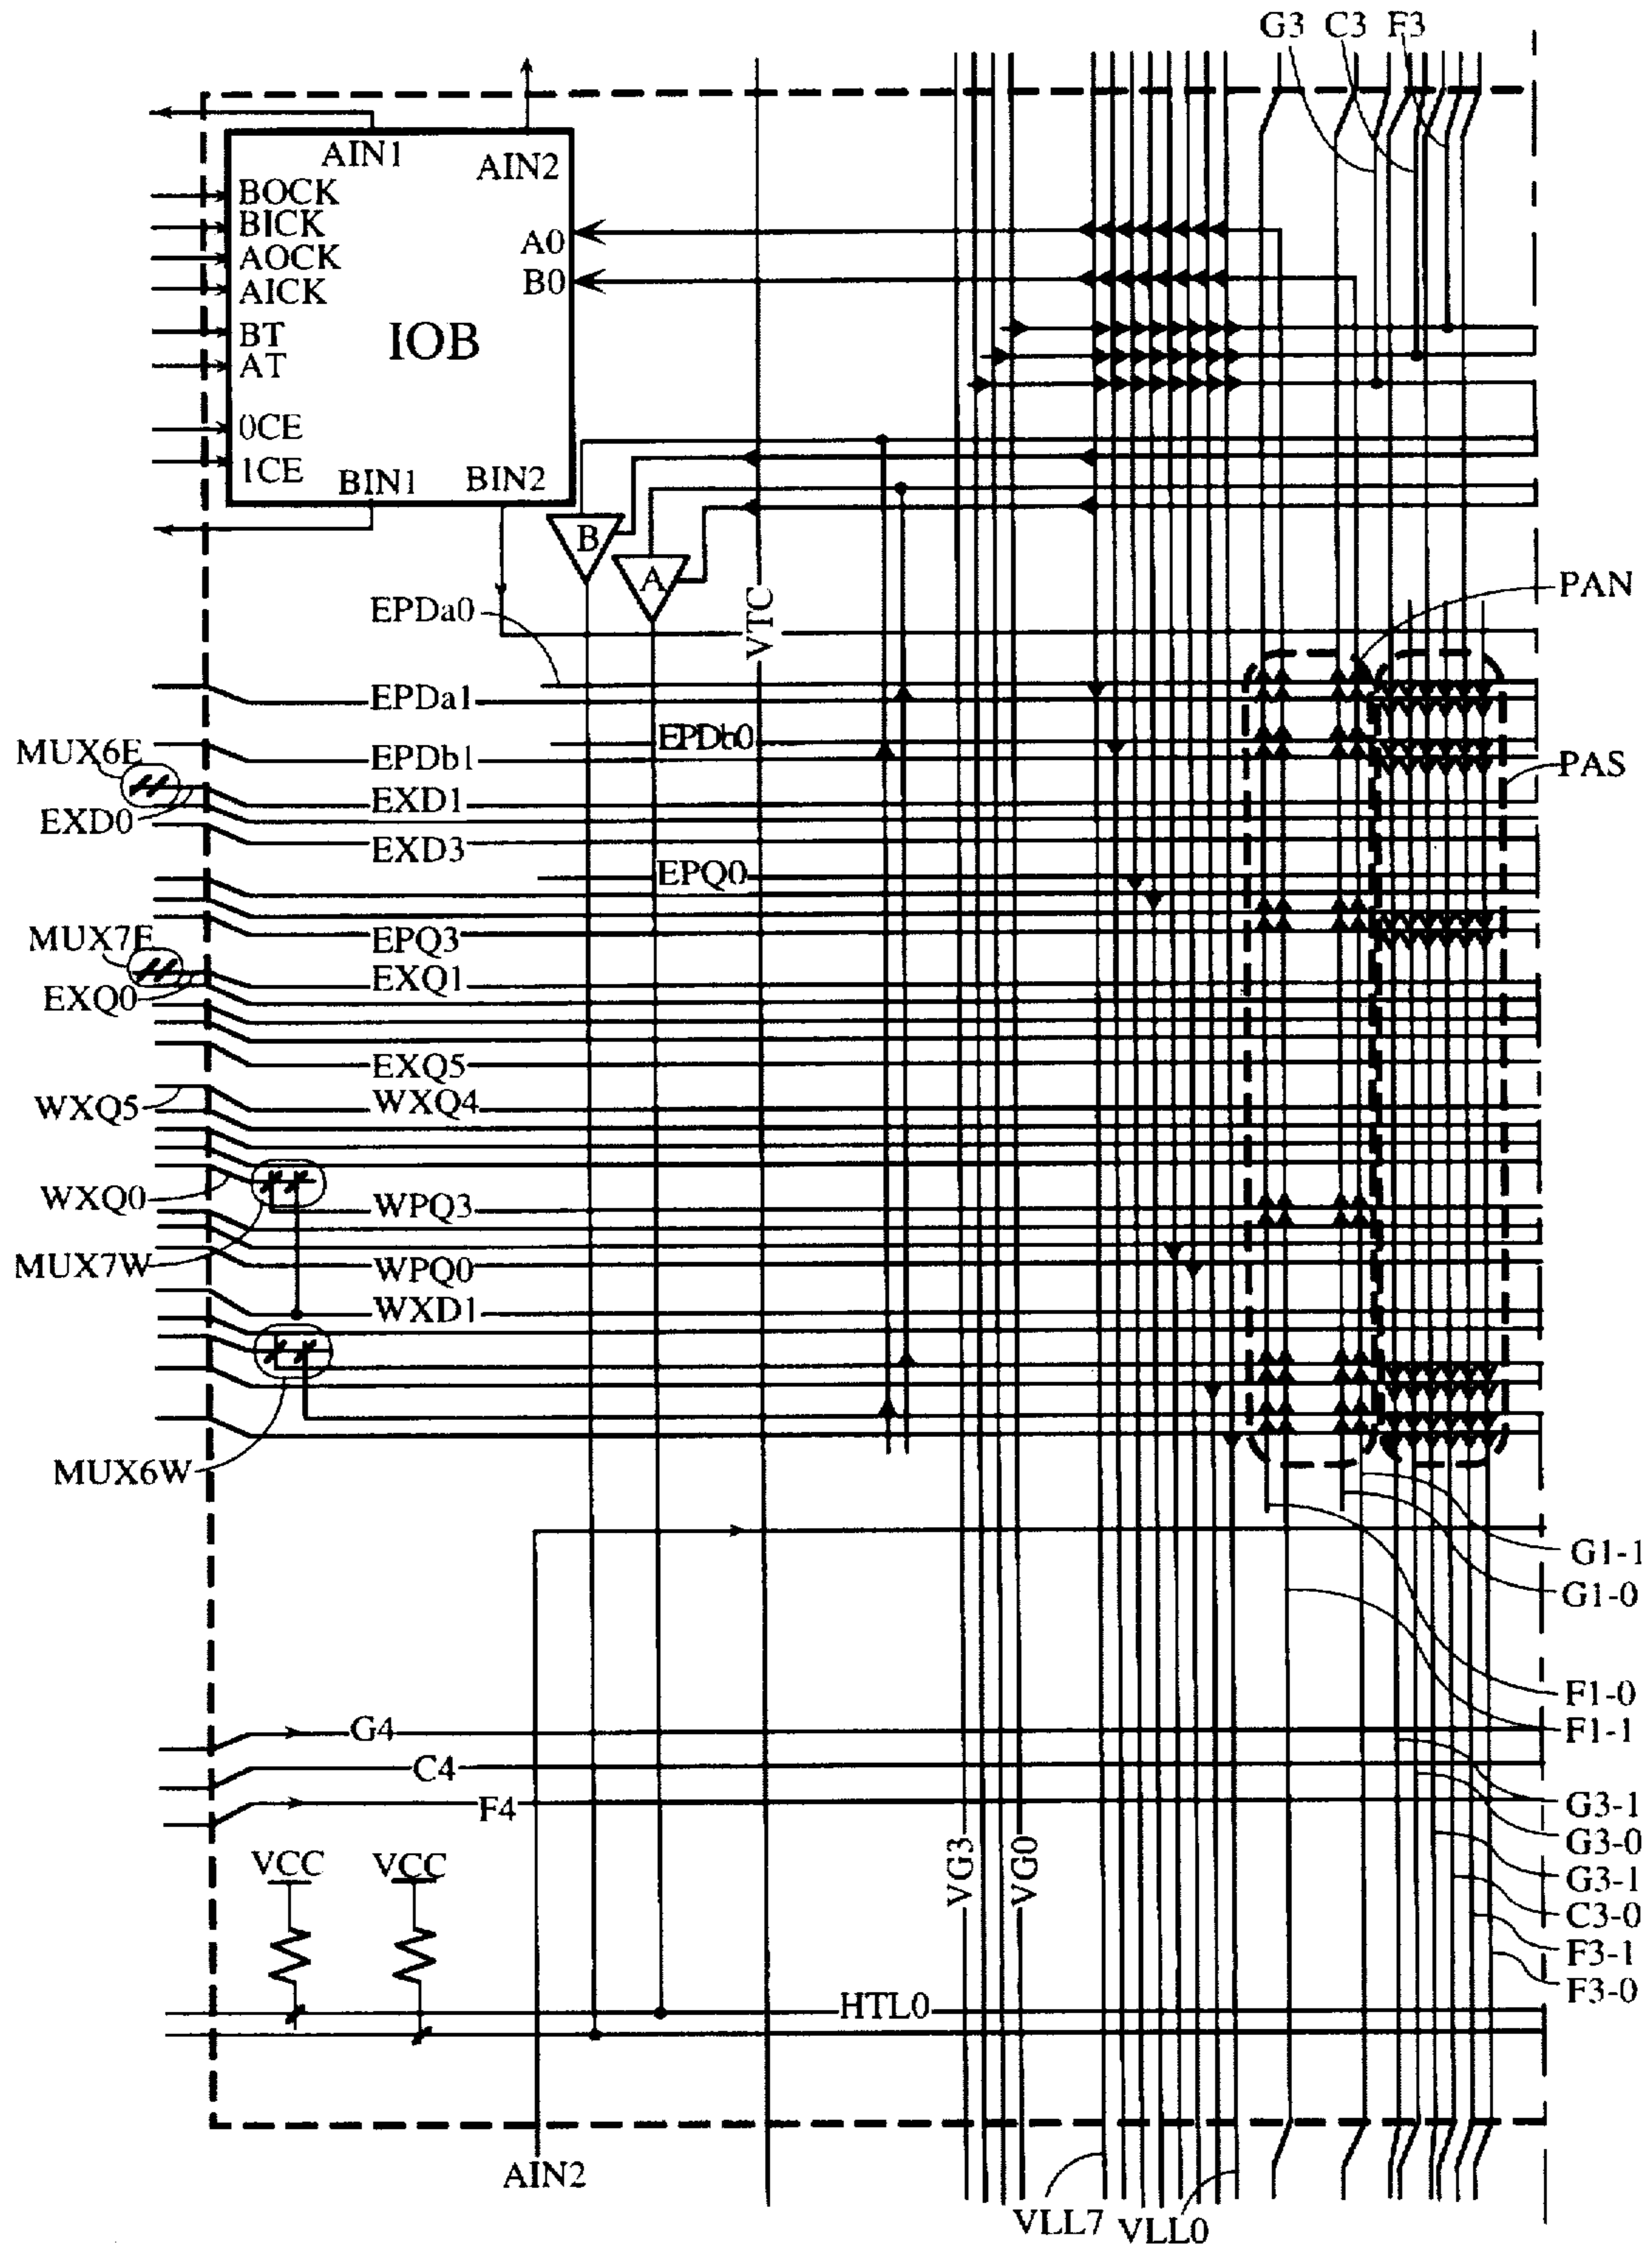 G3 C3 F3
AIN1
AIN2
BOCK
BICK
AOCK
AICK
BT
AT
0CE
1CE
A0
B0
IOB
BIN1
BIN2
B
A
VTC
EPDa0
PAN
EPDa1
EPDb0
MUX6E
EPDb1
PAS
EXD1
EXD0
EXD3
EPQ0
MUX7E
EPQ3
EXQ1
EXQ0
EXQ5
WXQ5
WXQ4
WXQ0
WPQ3
MUX7W
WPQ0
WXD1
MUX6W
G1-1
G1-0
F1-0
G4
F1-1
C4
F4
G3-1
G3-0
VCC VCC
VG3 VG0
G3-1
C3-0
F3-1
F3-0
HTL0
AIN2
VLL7 VLL0